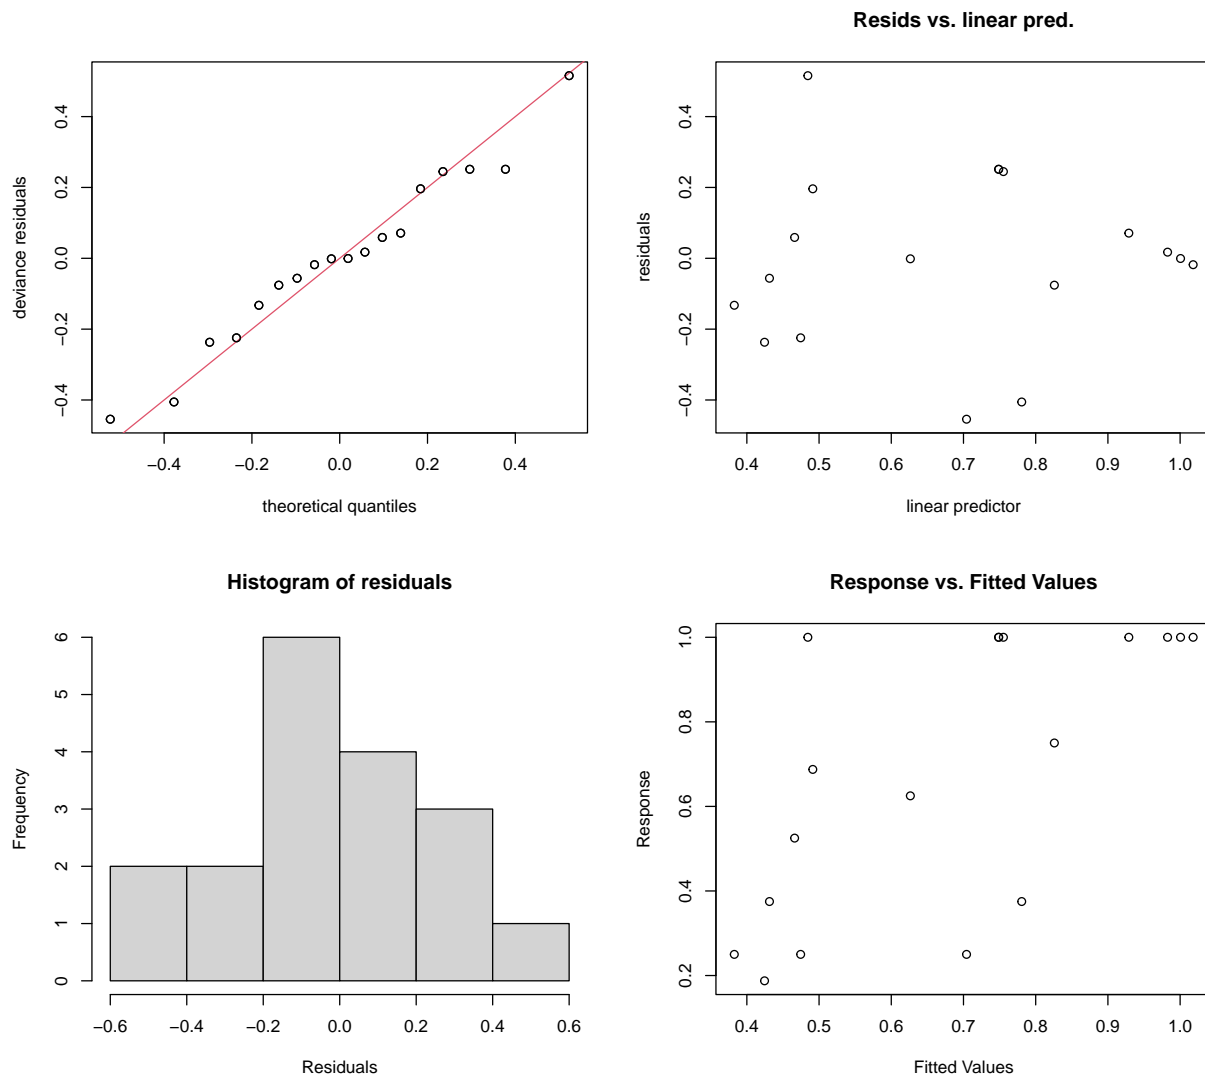 deviance residuals
0.4
0.2
0.0
−0.2
−0.4
−0.4 −0.2 0.0 0.2 0.4
theoretical quantiles
Resids vs. linear pred.
residuals
0.4
0.2
0.0
−0.2
−0.4
0.4 0.5 0.6 0.7 0.8 0.9 1.0
linear predictor
Histogram of residuals
Frequency
6
5
4
3
2
1
0
−0.6 −0.4 −0.2 0.0 0.2 0.4 0.6
Residuals
Response vs. Fitted Values
Response
1.0
0.8
0.6
0.4
0.2
0.4 0.5 0.6 0.7 0.8 0.9 1.0
Fitted Values